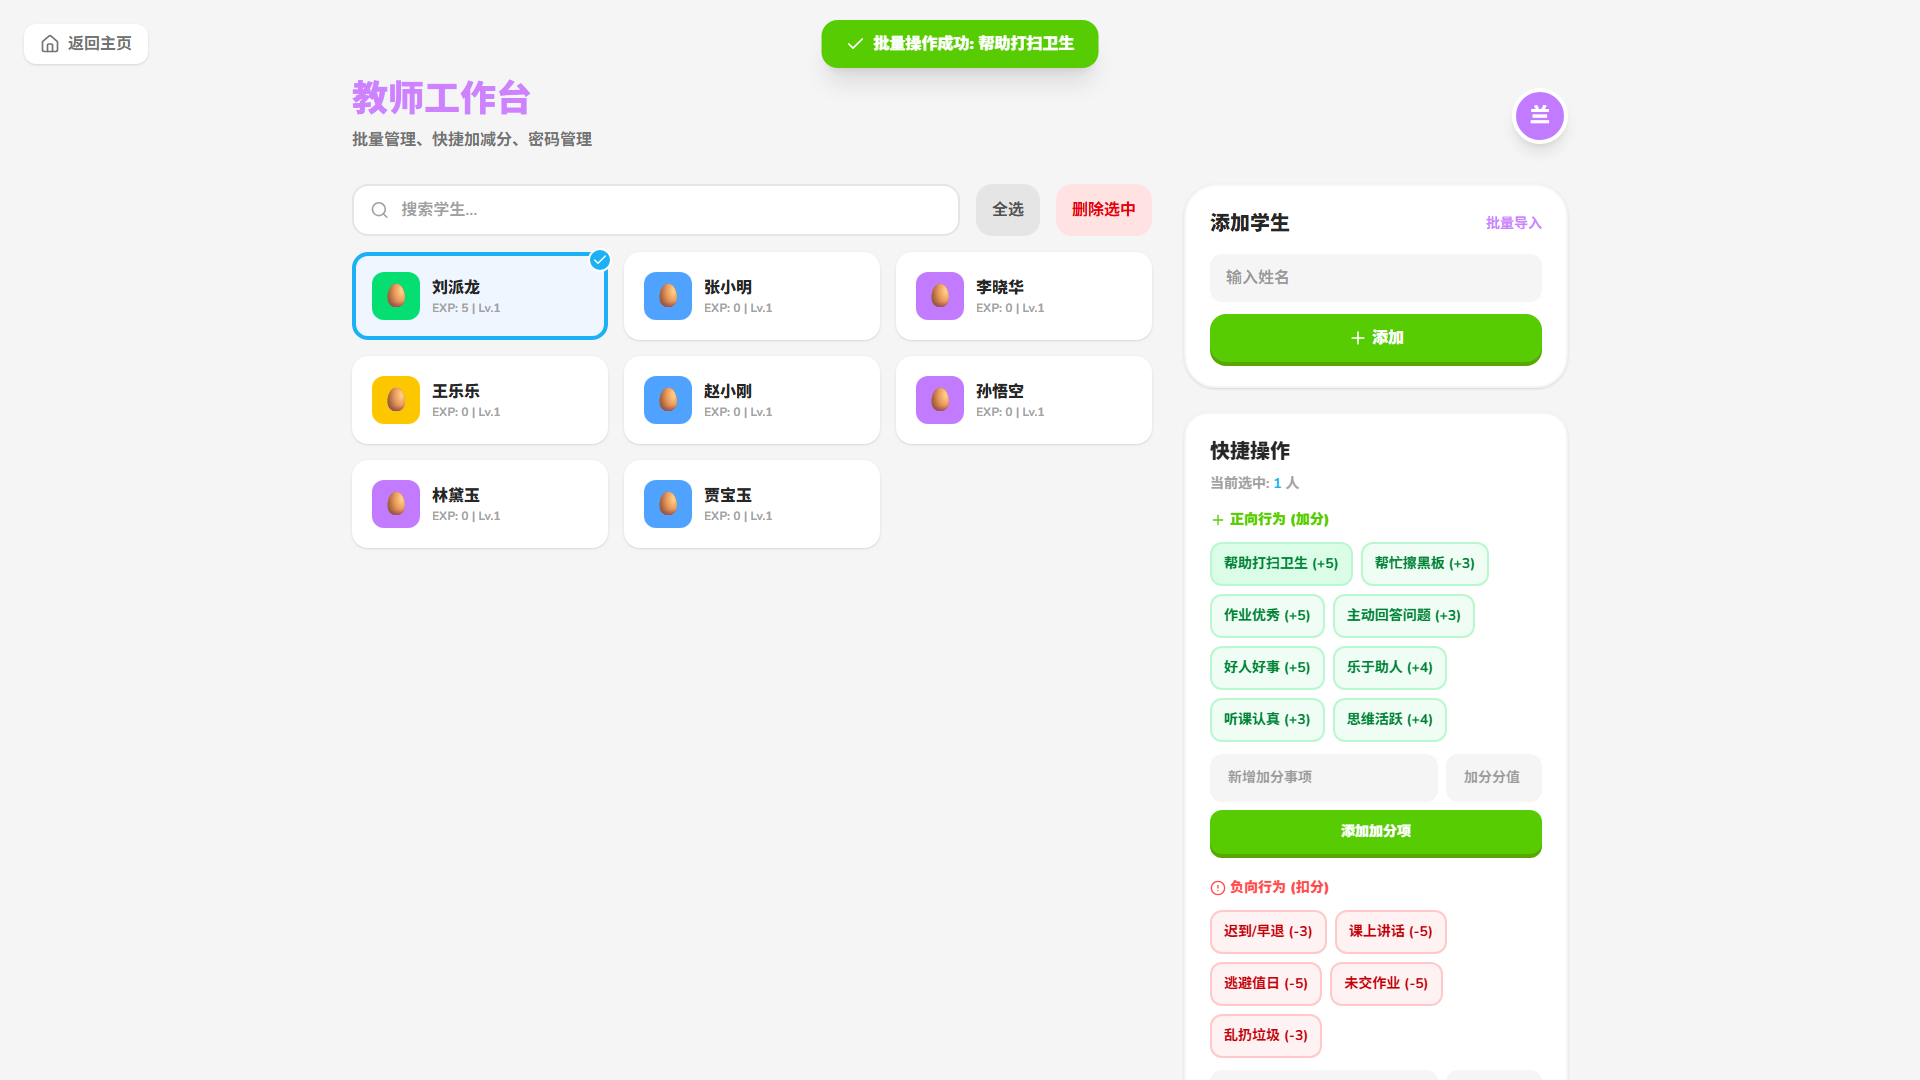 返回主页
批量操作成功: 帮助打扫卫生
教师工作台
批量管理、快捷加减分、密码管理
搜索学生...
全选
删除选中
刘派龙
EXP: 5 | Lv.1
张小明
EXP: 0 | Lv.1
李晓华
EXP: 0 | Lv.1
王乐乐
EXP: 0 | Lv.1
赵小刚
EXP: 0 | Lv.1
孙悟空
EXP: 0 | Lv.1
林黛玉
EXP: 0 | Lv.1
贾宝玉
EXP: 0 | Lv.1
添加学生
批量导入
输入姓名
添加
快捷操作
当前选中: 1 人
正向行为 (加分)
帮助打扫卫生 (+5)
帮忙擦黑板 (+3)
作业优秀 (+5)
主动回答问题 (+3)
好人好事 (+5)
乐于助人 (+4)
听课认真 (+3)
思维活跃 (+4)
新增加分事项
加分分值
添加加分项
负向行为 (扣分)
迟到/早退 (-3)
课上讲话 (-5)
逃避值日 (-5)
未交作业 (-5)
乱扔垃圾 (-3)